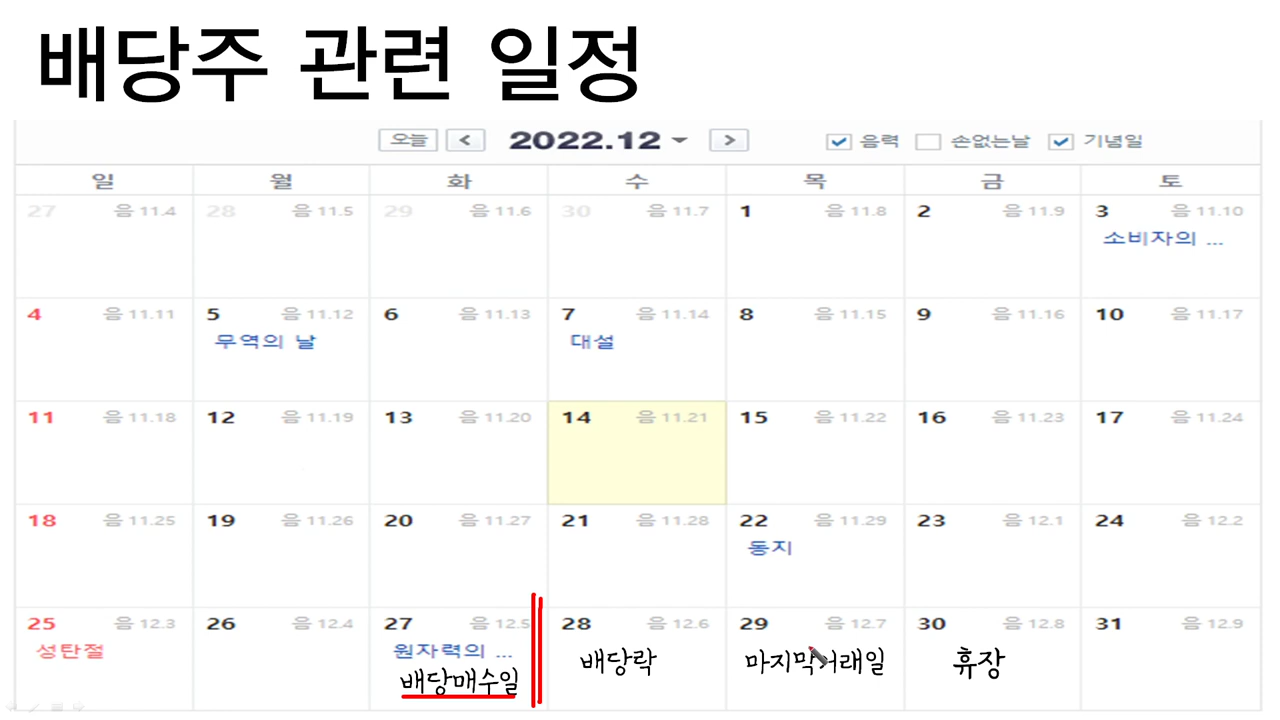 배당주 관련 일정
오늘 < 2022.12 > 음력 손없는날 기념일
일 월 화 수 목 금 토
27 음 11.4 28 음 11.5 29 음 11.6 30 음 11.7 1 음 11.8 2 음 11.9 3 음 11.10
소비자의 ...
4 음 11.11 5 음 11.12 6 음 11.13 7 음 11.14 8 음 11.15 9 음 11.16 10 음 11.17
무역의 날 대설
11 음 11.18 12 음 11.19 13 음 11.20 14 음 11.21 15 음 11.22 16 음 11.23 17 음 11.24
18 음 11.25 19 음 11.26 20 음 11.27 21 음 11.28 22 음 11.29 23 음 12.1 24 음 12.2
동지
25 음 12.3 26 음 12.4 27 음 12.5 28 음 12.6 29 음 12.7 30 음 12.8 31 음 12.9
성탄절 원자력의 ... 배당락 마지막거래일 휴장
배당매수일